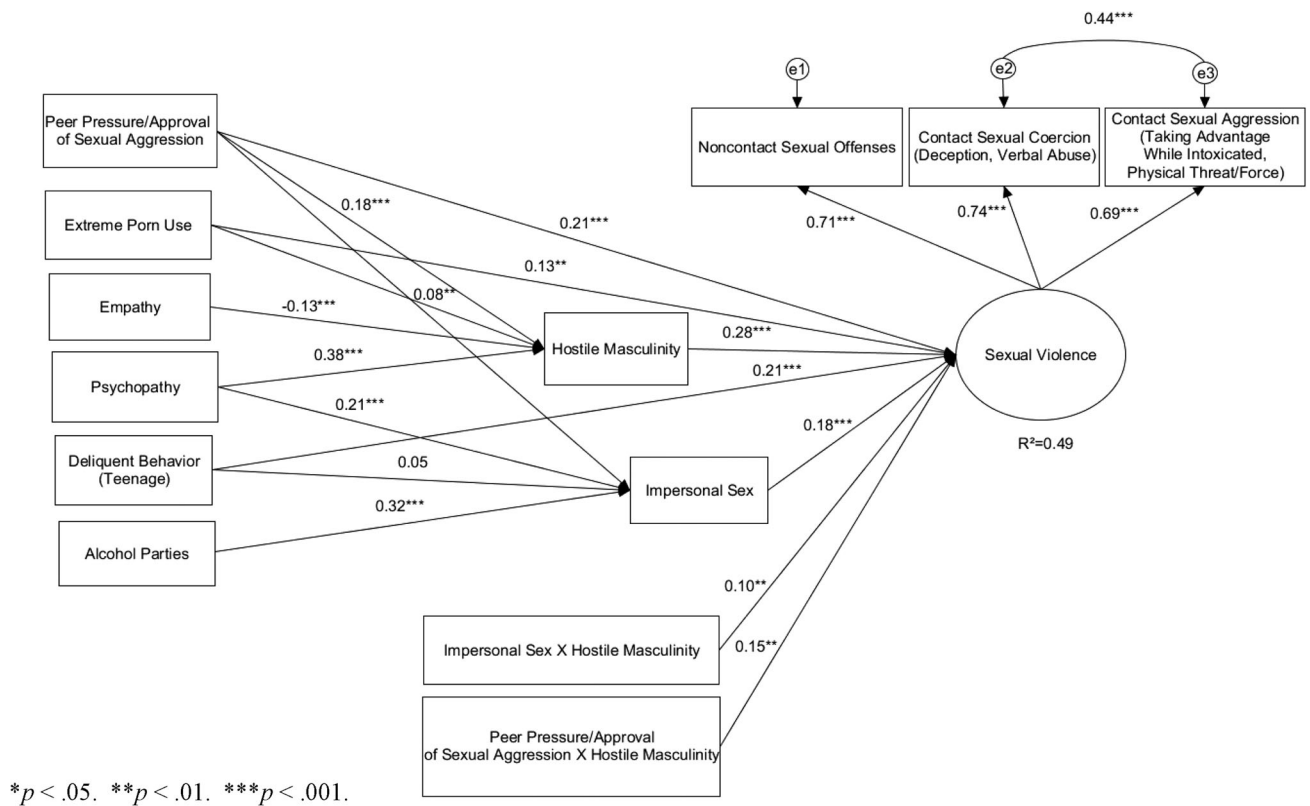 0.44***
e1
e2
e3
Peer Pressure/Approval
of Sexual Aggression
Noncontact Sexual Offenses
Contact Sexual Coercion
(Deception, Verbal Abuse)
Contact Sexual Aggression
(Taking Advantage
While Intoxicated,
Physical Threat/Force)
Extreme Porn Use
0.18***
0.21***
0.71***
0.74***
0.69***
0.13**
Empathy
-0.13***
0.08**
Hostile Masculinity
0.28***
Sexual Violence
Psychopathy
0.38***
0.21***
0.21***
0.18***
R²=0.49
Deliquent Behavior
(Teenage)
0.05
Impersonal Sex
0.32***
Alcohol Parties
0.10**
Impersonal Sex X Hostile Masculinity
0.15**
Peer Pressure/Approval
of Sexual Aggression X Hostile Masculinity
*p < .05. **p < .01. ***p < .001.